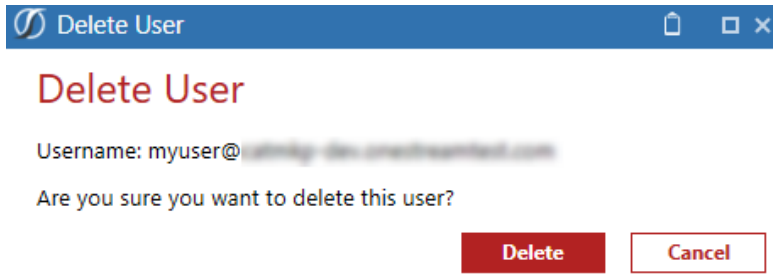 Delete User
Delete User
Username: myuser@
Are you sure you want to delete this user?
Delete Cancel